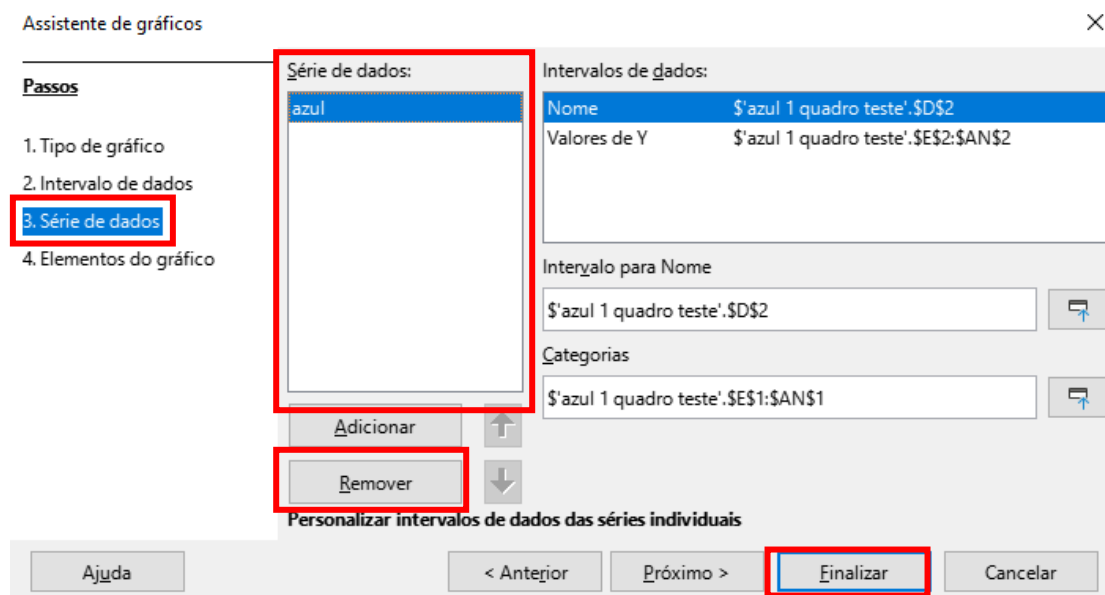 Assistente de gráficos
Passos
1. Tipo de gráfico
2. Intervalo de dados
3. Série de dados
4. Elementos do gráfico
Série de dados:
azul
Adicionar
Remover
Intervalos de dados:
Nome $'azul 1 quadro teste'.$D$2
Valores de Y $'azul 1 quadro teste'.$E$2:$AN$2
Intervalo para Nome
$'azul 1 quadro teste'.$D$2
Categorias
$'azul 1 quadro teste'.$E$1:$AN$1
Personalizar intervalos de dados das séries individuais
Ajuda
< Anterior
Próximo >
Finalizar
Cancelar